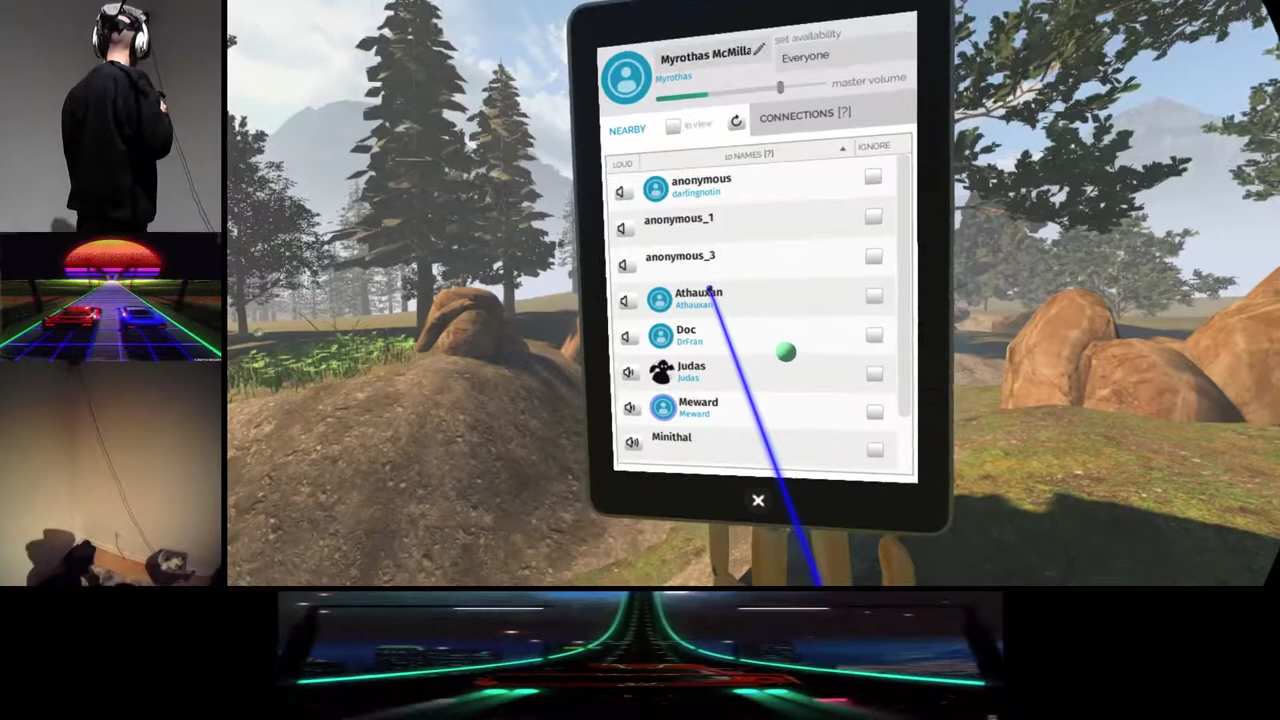 Myrothas McMilla
set availability
Myrothas
Everyone
master volume
NEARBY
In view
CONNECTIONS [?]
LOUD
10 NAMES [?]
IGNORE
anonymous
darlingnotin
anonymous_1
anonymous_3
Athauxan
Athauxan
Doc
DrFran
Judas
Judas
Meward
Meward
Minithal